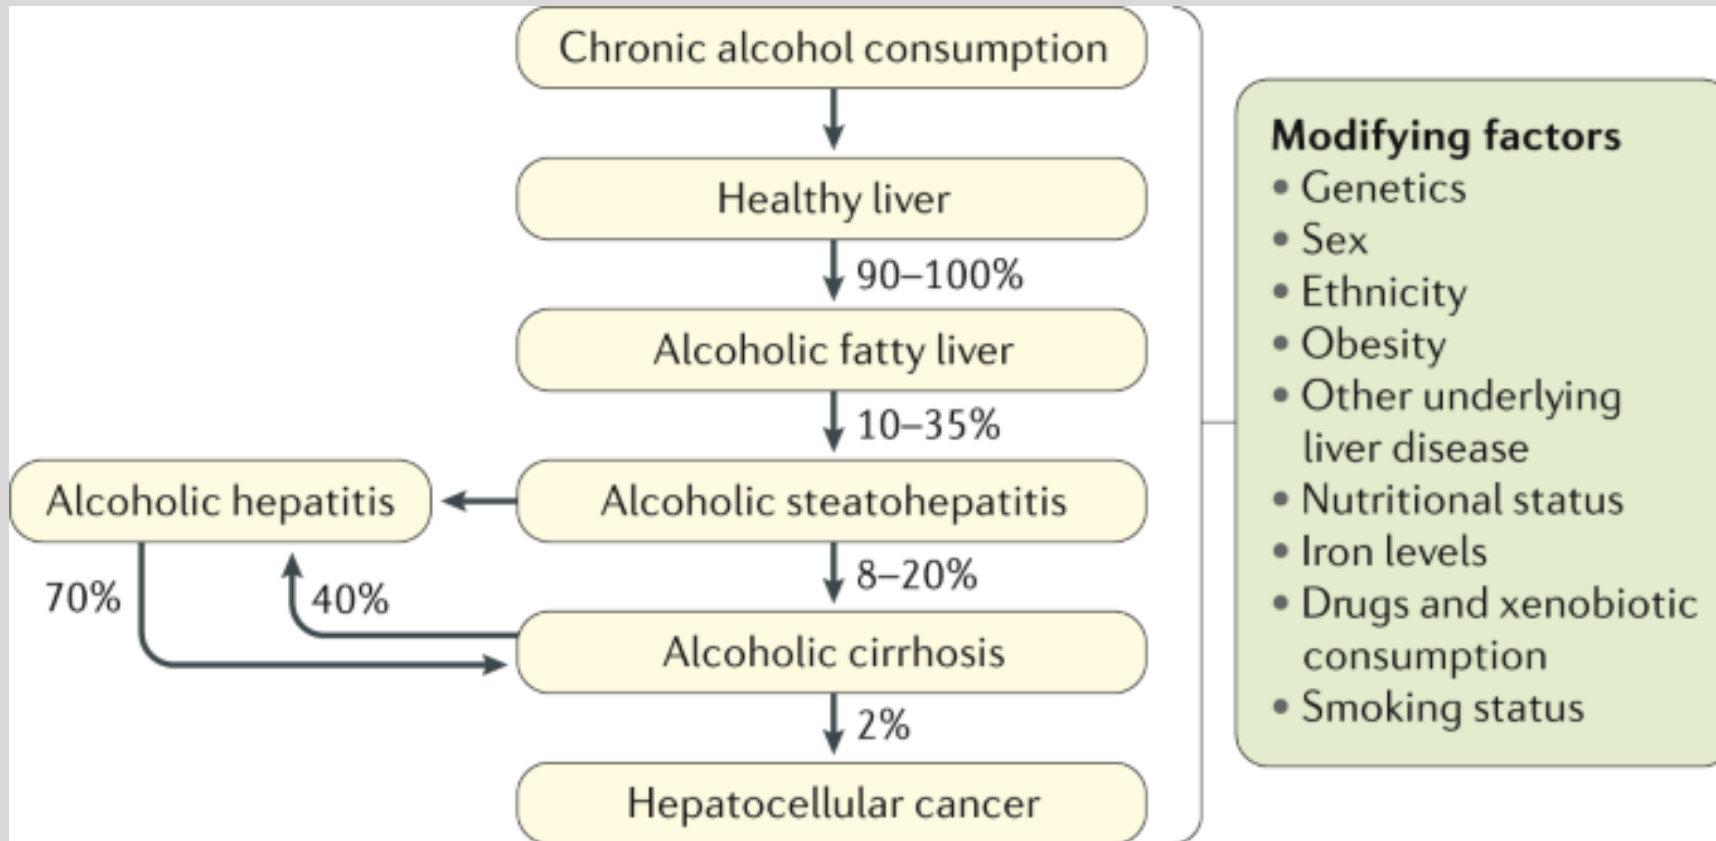 Chronic alcohol consumption
Healthy liver
90–100%
Alcoholic fatty liver
10–35%
Alcoholic hepatitis
Alcoholic steatohepatitis
70%
40%
8–20%
Alcoholic cirrhosis
2%
Hepatocellular cancer
Modifying factors
• Genetics
• Sex
• Ethnicity
• Obesity
• Other underlying
liver disease
• Nutritional status
• Iron levels
• Drugs and xenobiotic
consumption
• Smoking status